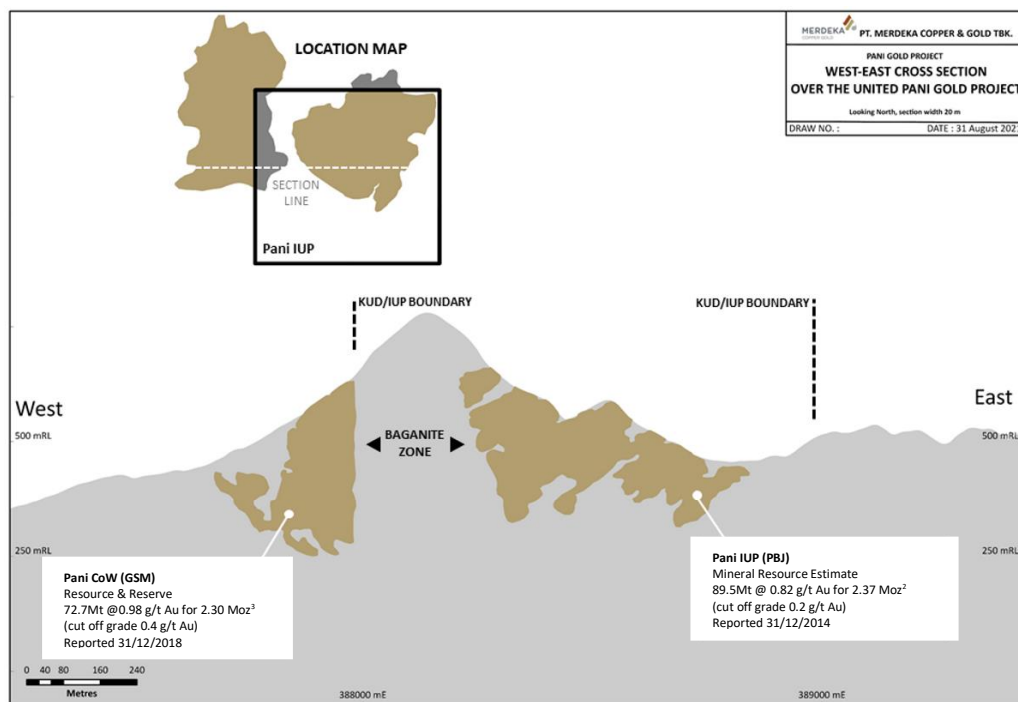 LOCATION MAP
SECTION
LINE
Pani IUP
MERDEKA
COPPER GOLD
PT. MERDEKA COPPER & GOLD TBK.
PANI GOLD PROJECT
WEST-EAST CROSS SECTION
OVER THE UNITED PANI GOLD PROJECT
Looking North, section width 20 m
DRAW NO. : DATE : 31 August 2021
KUD/IUP BOUNDARY
KUD/IUP BOUNDARY
West
East
500 mRL
500 mRL
BAGANITE
ZONE
250 mRL
250 mRL
Pani CoW (GSM)
Resource & Reserve
72.7Mt @0.98 g/t Au for 2.30 Moz³
(cut off grade 0.4 g/t Au)
Reported 31/12/2018
Pani IUP (PBJ)
Mineral Resource Estimate
89.5Mt @ 0.82 g/t Au for 2.37 Moz²
(cut off grade 0.2 g/t Au)
Reported 31/12/2014
0 40 80 160 240
Metres
388000 mE
389000 mE